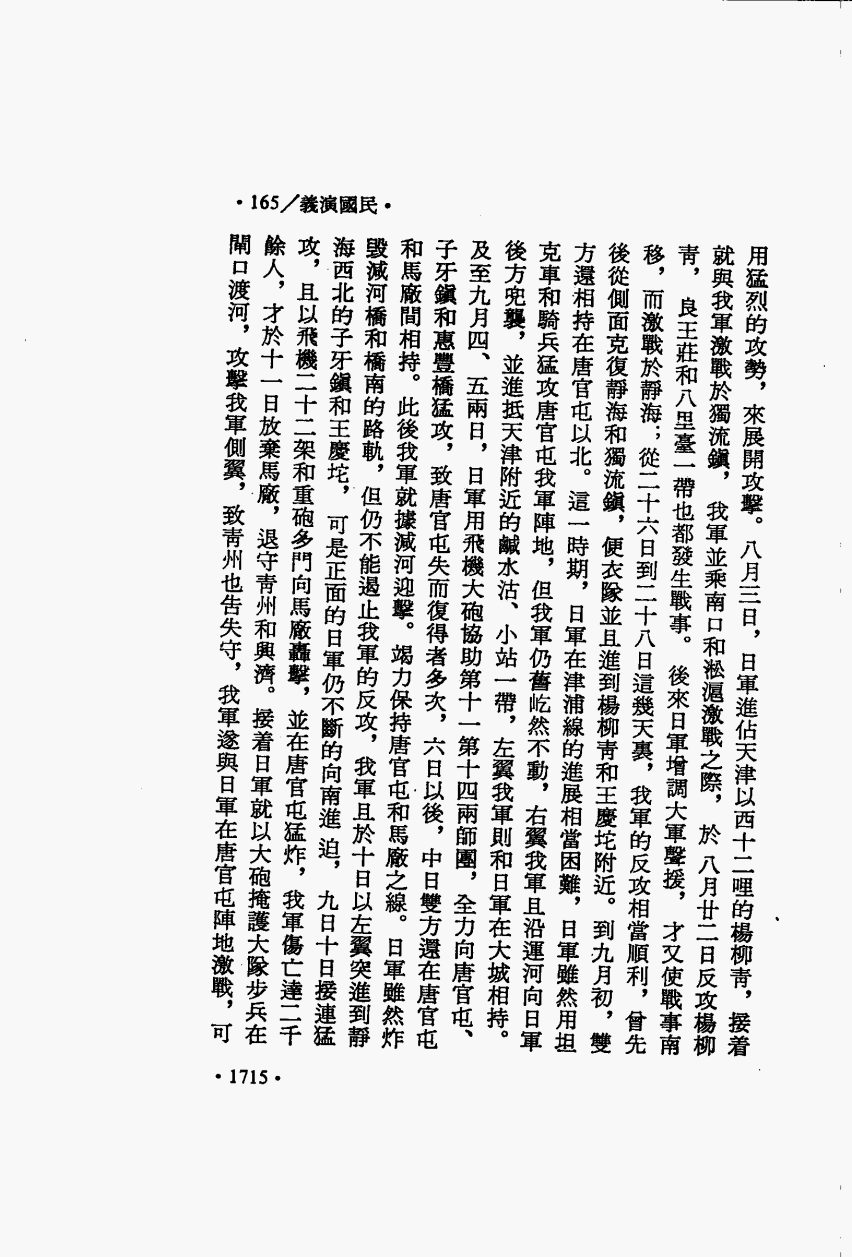 •165／義演國民•
用猛烈的攻勢，來展開攻擊。八月三日，日軍進佔天津以西十二哩的楊柳靑，接着
就與我軍激戰於獨流鎭，我軍並乘南口和淞滬激戰之際，於八月廿二日反攻楊柳
靑，良王莊和八里臺一帶也都發生戰事。後來日軍增調大軍聲援，才又使戰事南
移，而激戰於靜海；從二十六日到二十八日這幾天裏，我軍的反攻相當順利，曾先
後從側面克復靜海和獨流鎭，便衣隊並且進到楊柳靑和王慶坨附近。到九月初，雙
方還相持在唐官屯以北。這一時期，日軍在津浦線的進展相當困難，日軍雖然用坦
克車和騎兵猛攻唐官屯我軍陣地，但我軍仍舊屹然不動，右翼我軍且沿運河向日軍
後方兜襲，並進抵天津附近的鹹水沽、小站一帶，左翼我軍則和日軍在大城相持。
及至九月四、五兩日，日軍用飛機大砲協助第十一第十四兩師團，全力向唐官屯、
子牙鎭和惠豐橋猛攻，致唐官屯失而復得者多次，六日以後，中日雙方還在唐官屯
和馬廠間相持。此後我軍就據減河迎擊。竭力保持唐官屯和馬廠之線。日軍雖然炸
毀減河橋和橋南的路軌，但仍不能遏止我軍的反攻，我軍且於十日以左翼突進到靜
海西北的子牙鎭和王慶坨，可是正面的日軍仍不斷的向南進迫，九日十日接連猛
攻，且以飛機二十二架和重砲多門向馬廠轟擊，並在唐官屯猛炸，我軍傷亡達二千
餘人，才於十一日放棄馬廠，退守靑州和興濟。接着日軍就以大砲掩護大隊步兵在
閘口渡河，攻擊我軍側翼，致靑州也吿失守，我軍遂與日軍在唐官屯陣地激戰，可
•1715•